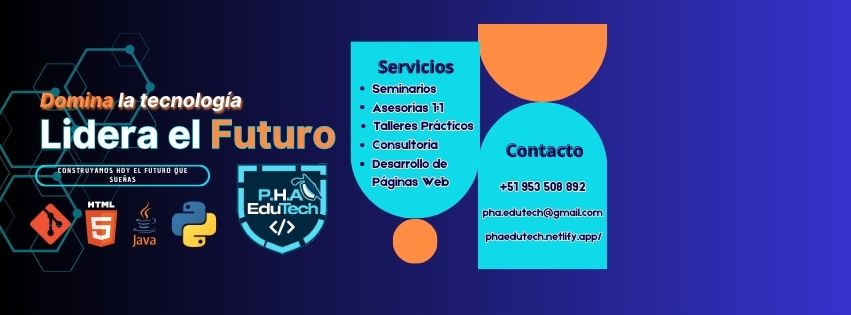 Domina la tecnología
Lidera el Futuro
CONSTRUYAMOS HOY EL FUTURO QUE
SUEÑAS
HTML
5
Java
P.H.A
EduTech
</>
Servicios
• Seminarios
• Asesorías 1:1
• Talleres Prácticos
• Consultoría
• Desarrollo de
Páginas Web
Contacto
+51 953 508 892
pha.edutech@gmail.com
phaedutech.netlify.app/